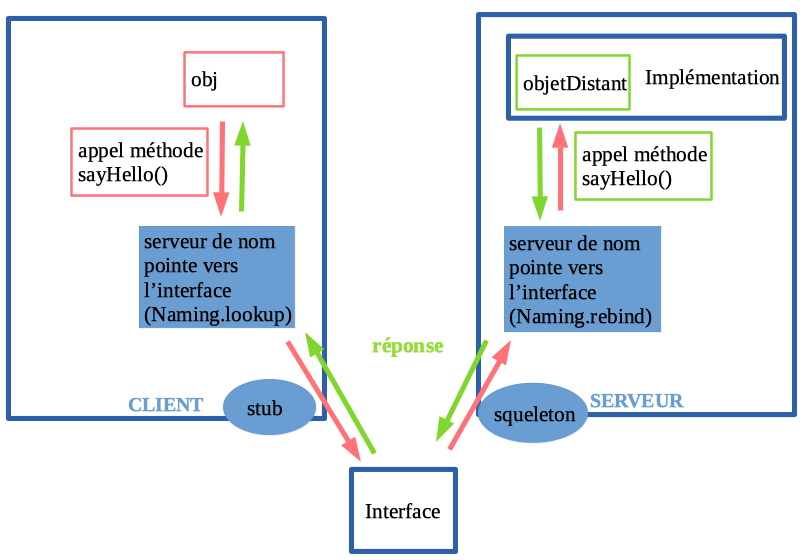 obj
appel méthode
sayHello()
serveur de nom
pointe vers
l’interface
(Naming.lookup)
CLIENT
stub
réponse
Interface
objetDistant
Implémentation
appel méthode
sayHello()
serveur de nom
pointe vers
l’interface
(Naming.rebind)
squeleton
SERVEUR